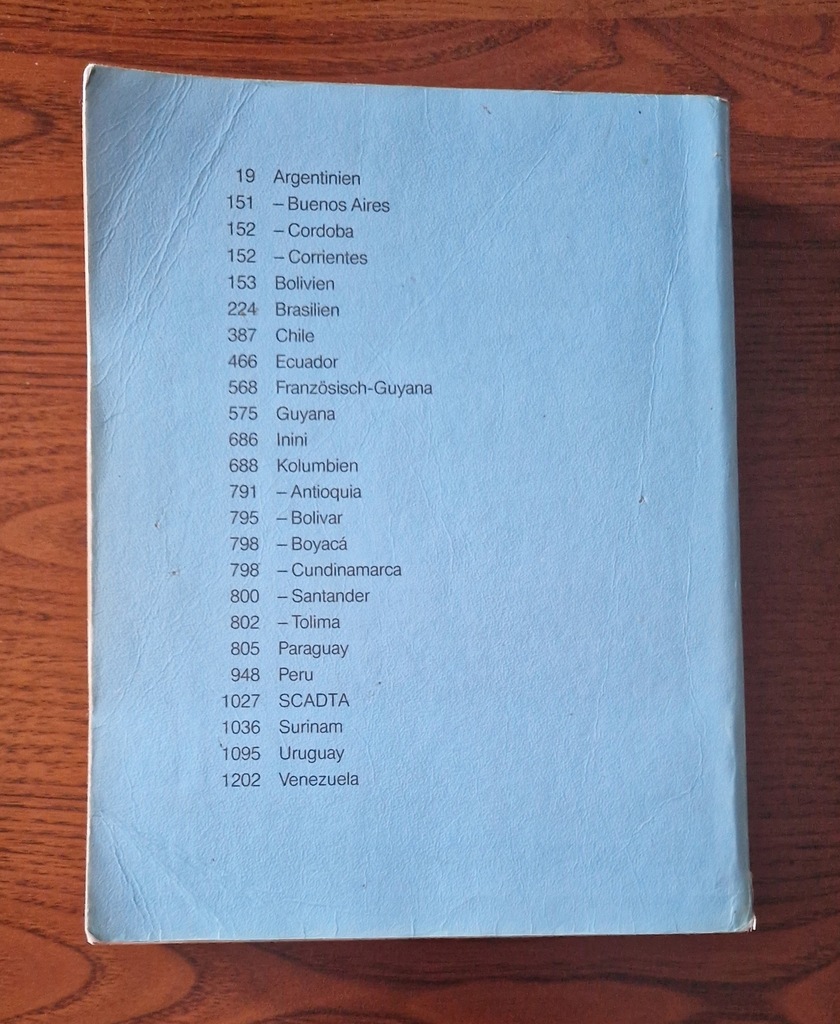 19 Argentinien
151 – Buenos Aires
152 – Cordoba
152 – Corrientes
153 Bolivien
224 Brasilien
387 Chile
466 Ecuador
568 Französisch-Guyana
575 Guyana
686 Inini
688 Kolumbien
791 – Antioquia
795 – Bolivar
798 – Boyacá
798 – Cundinamarca
800 – Santander
802 – Tolima
805 Paraguay
948 Peru
1027 SCADTA
1036 Surinam
1095 Uruguay
1202 Venezuela